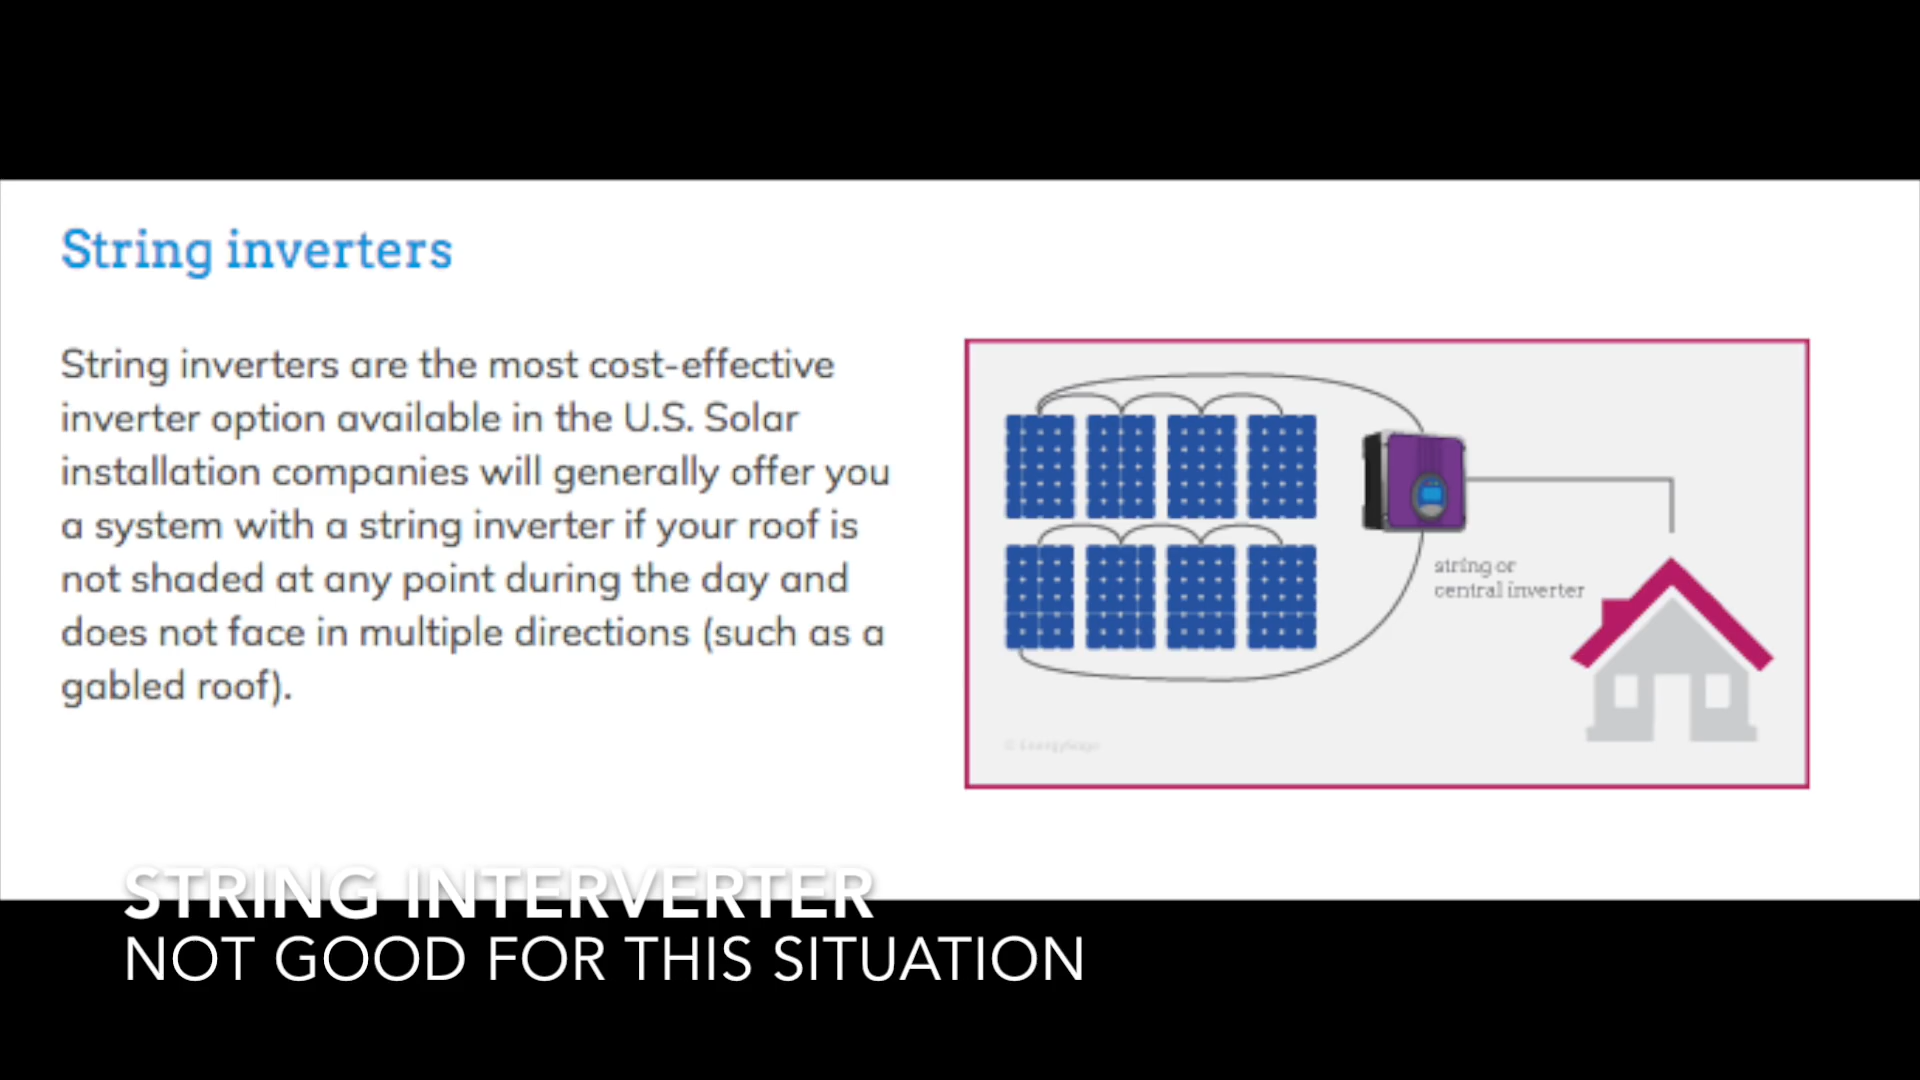 String inverters
String inverters are the most cost-effective
inverter option available in the U.S. Solar
installation companies will generally offer you
a system with a string inverter if your roof is
not shaded at any point during the day and
does not face in multiple directions (such as a
gabled roof).
string or
central inverter
© EnergySage
STRING INTERVERTER
NOT GOOD FOR THIS SITUATION